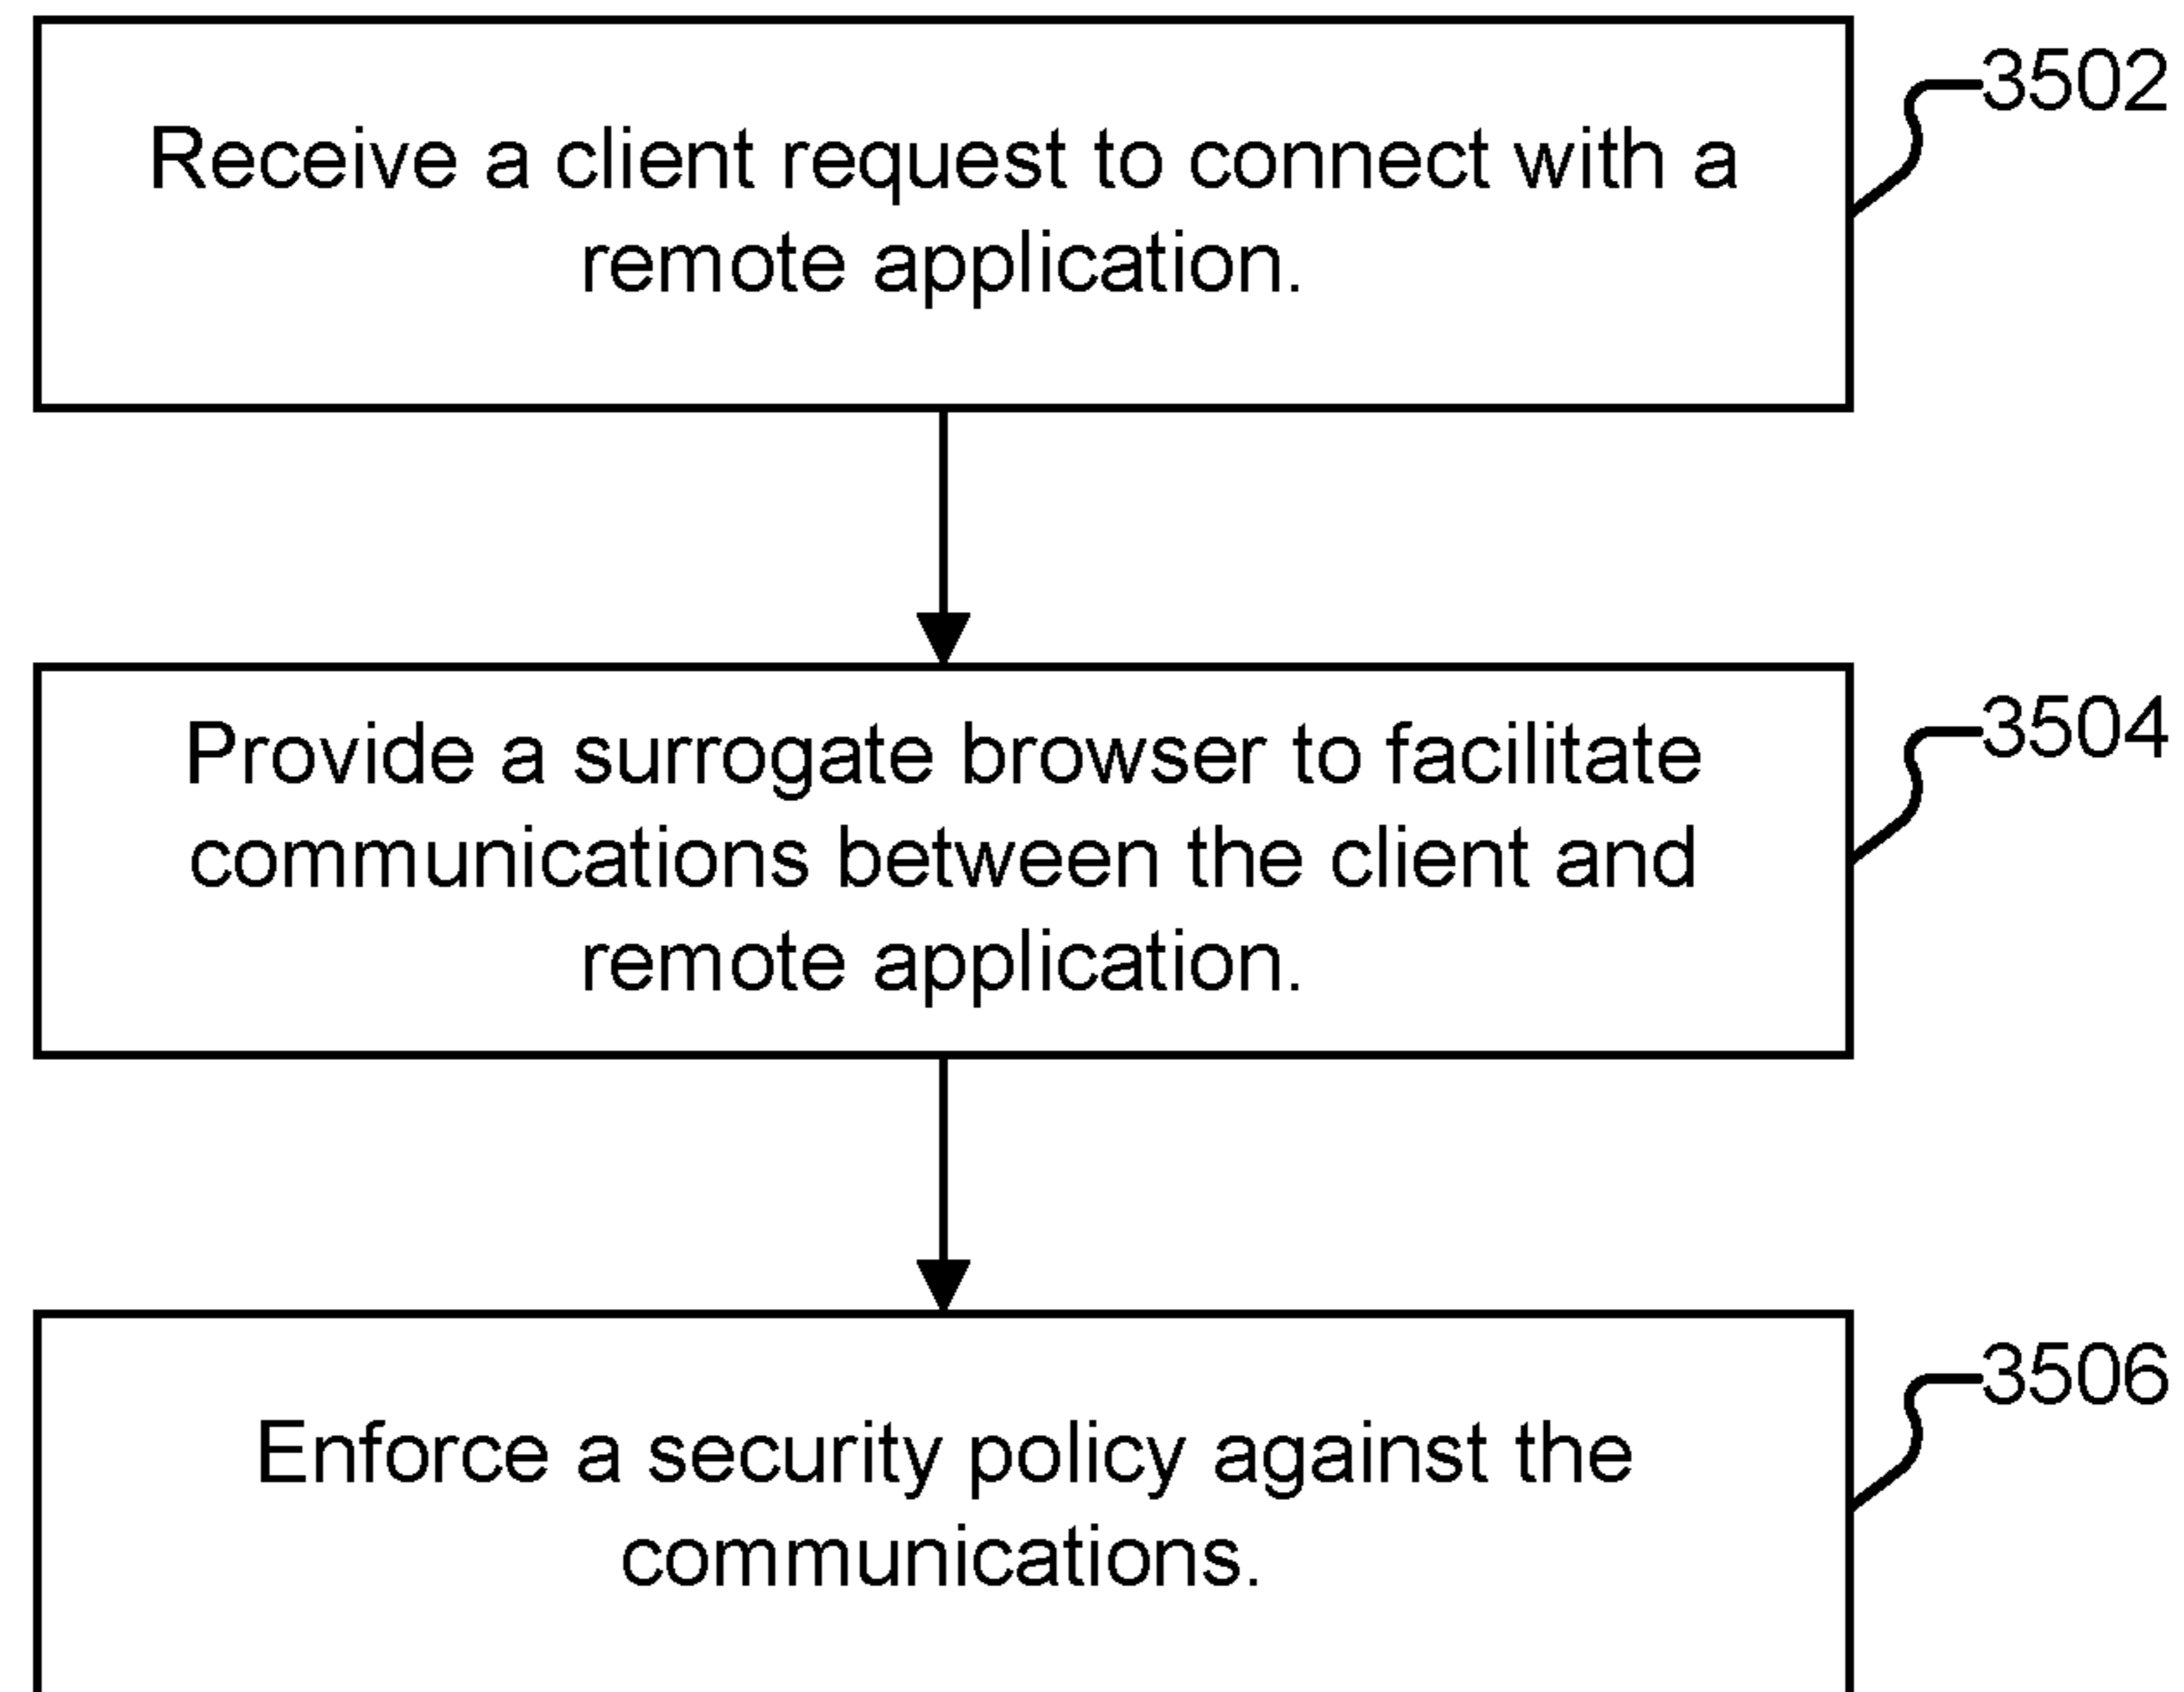 Receive a client request to connect with a
remote application.
3502
Provide a surrogate browser to facilitate
communications between the client and
remote application.
3504
Enforce a security policy against the
communications.
3506